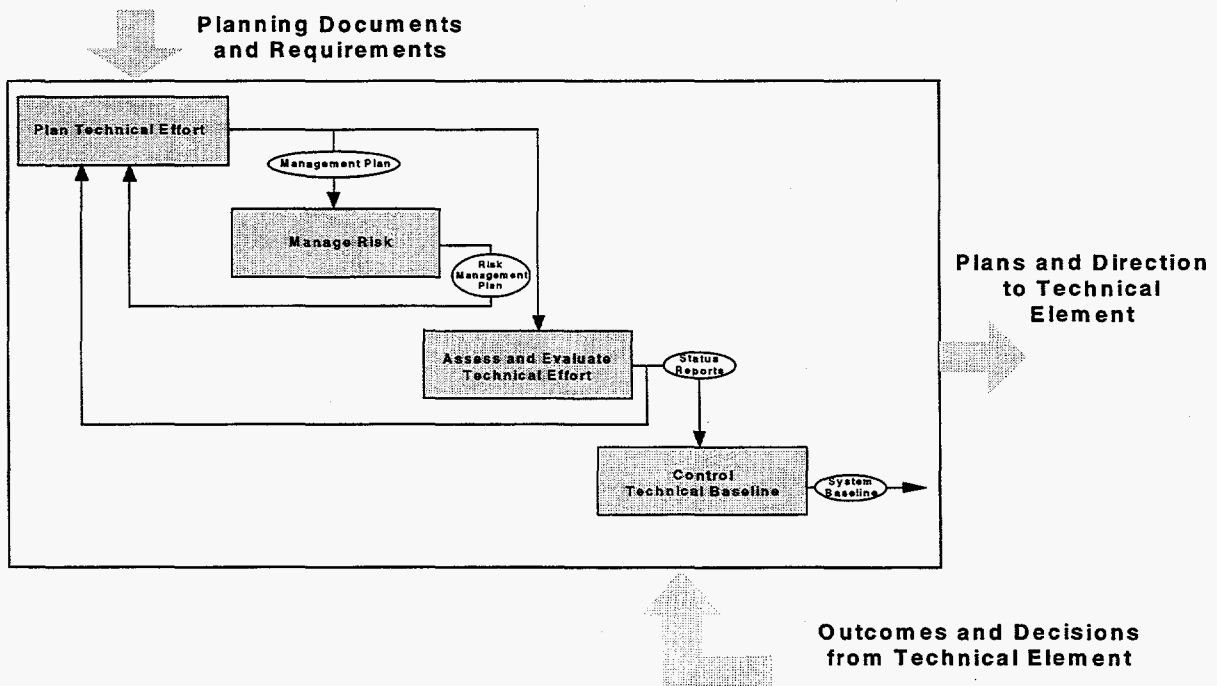 Planning Documents
and Requirements
Plan Technical Effort
Management Plan
Manage Risk
Risk
Management
Plan
Plans and Direction
to Technical
Element
Assess and Evaluate
Technical Effort
Status
Reports
Control
Technical Baseline
System
Baseline
Outcomes and Decisions
from Technical Element